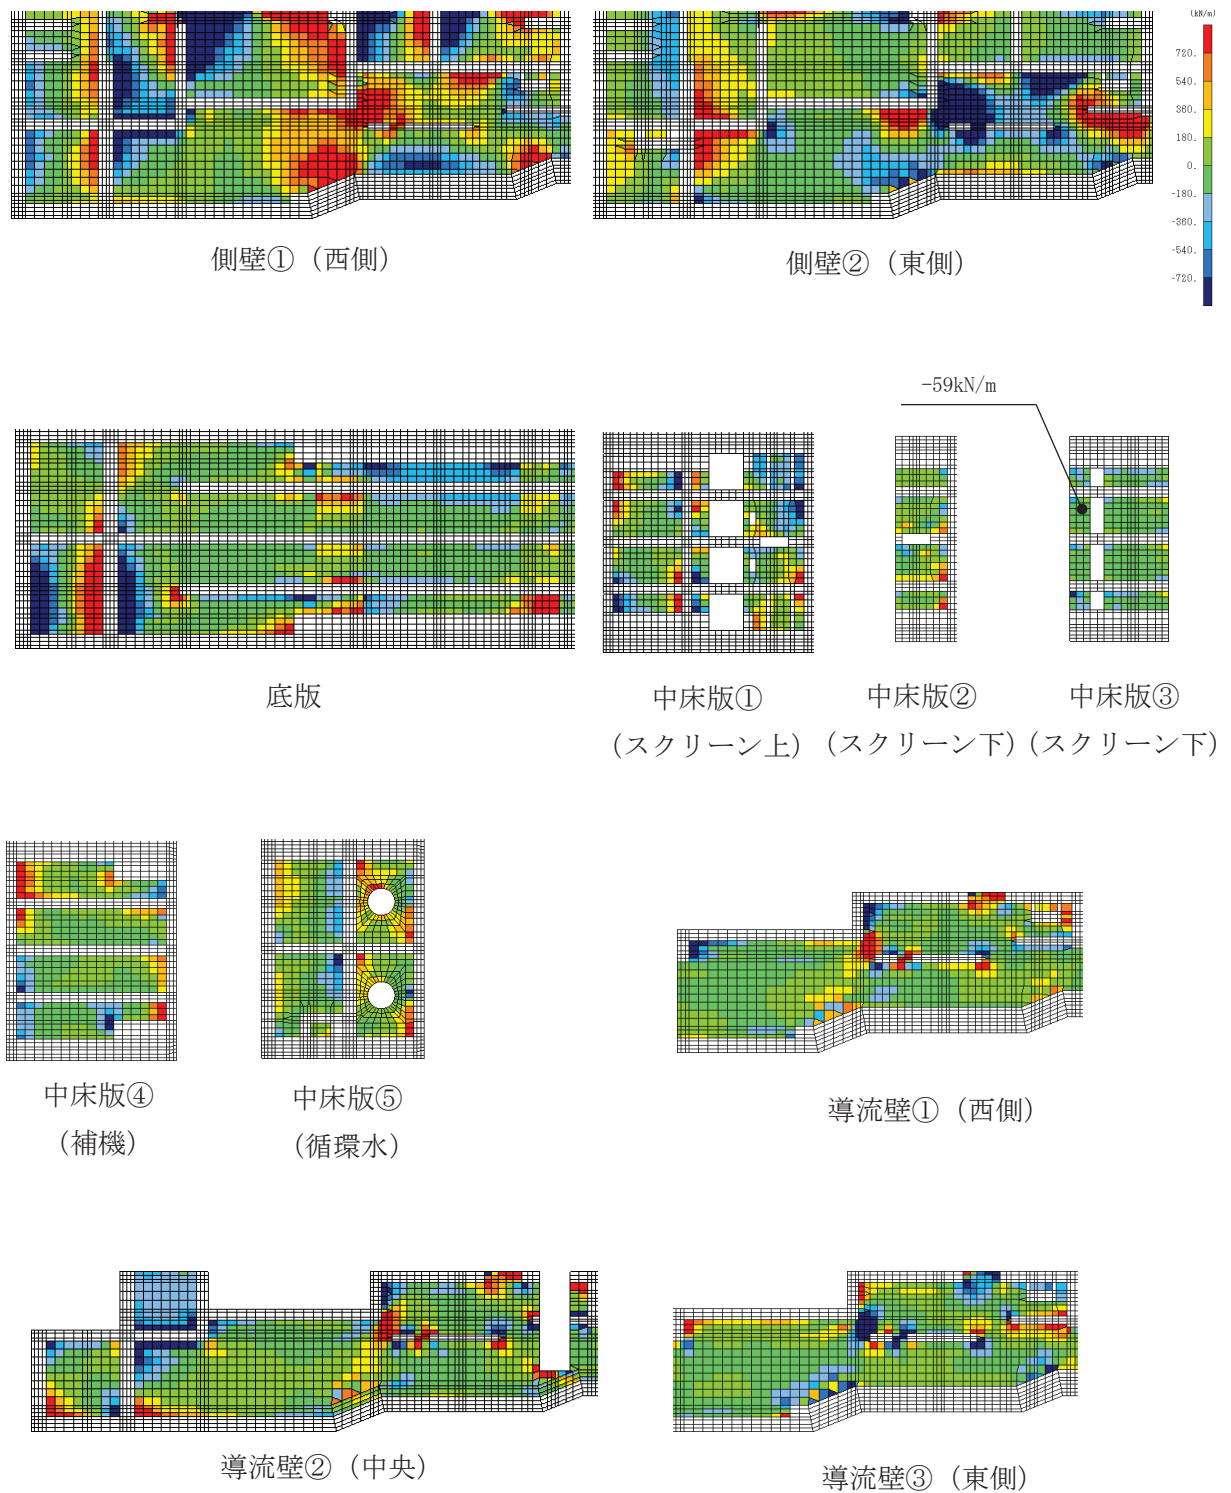 (kN/m)
720.
540.
360.
180.
0.
-180.
-360.
-540.
-720.
側壁①（西側）
側壁②（東側）
-59kN/m
底版
中床版①
（スクリーン上）
中床版②
（スクリーン下）
中床版③
（スクリーン下）
中床版④
（補機）
中床版⑤
（循環水）
導流壁①（西側）
導流壁②（中央）
導流壁③（東側）